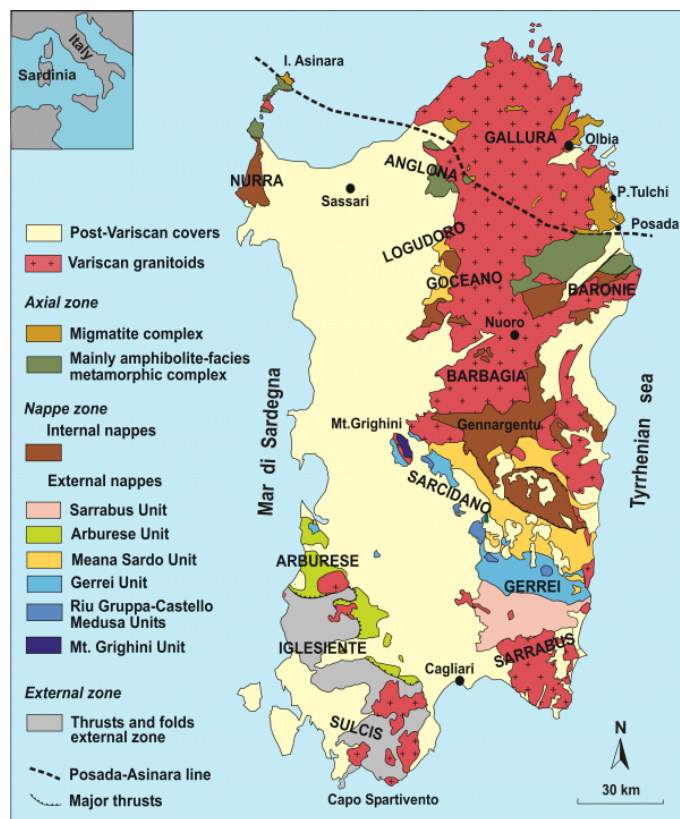 Italy
Sardinia
I. Asinara
GALLURA
Olbia
ANGLONA
NURRA
Sassari
P.Tulchi
Posada
LOGUDORO
GOCEANO
BARONIE
Nuoro
BARBAGIA
Mt.Grighini
Gennargentu
SARCIDANO
Mar di Sardegna
Tyrrhenian sea
ARBURESE
GERREI
IGLESIENTE
SARRABUS
Cagliari
SULCIS
Capo Spartivento
N
30 km
Post-Variscan covers
Variscan granitoids
Axial zone
Migmatite complex
Mainly amphibolite-facies
metamorphic complex
Nappe zone
Internal nappes
External nappes
Sarrabus Unit
Arburese Unit
Meana Sardo Unit
Gerrei Unit
Riu Gruppa-Castello
Medusa Units
Mt. Grighini Unit
External zone
Thrusts and folds
external zone
Posada-Asinara line
Major thrusts